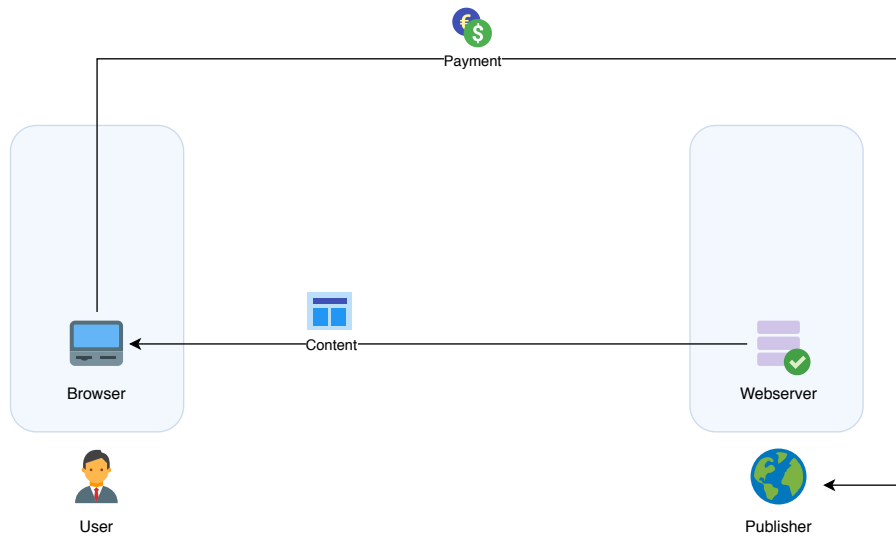 Payment
Content
Browser
Webserver
User
Publisher